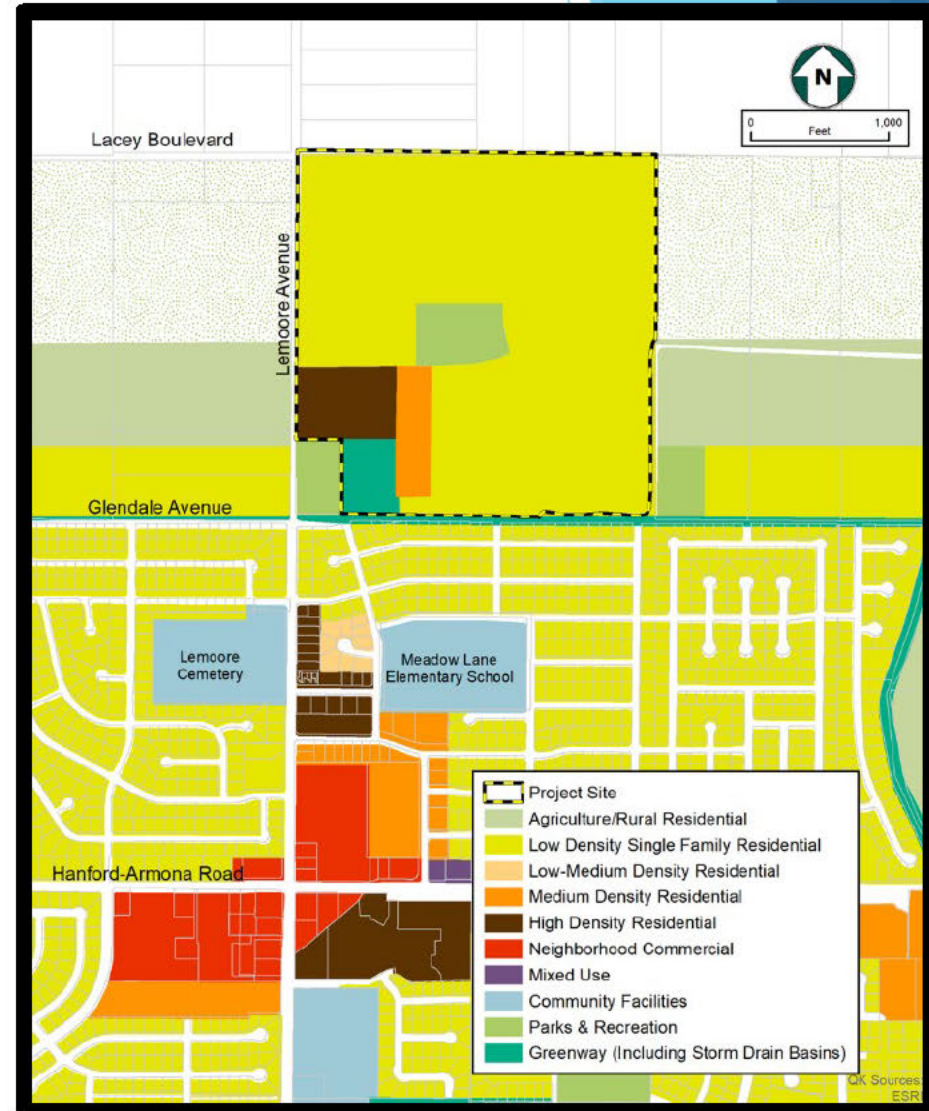 N
0 1,000
Feet
Lacey Boulevard
Lemoore Avenue
Glendale Avenue
Lemoore
Cemetery
Meadow Lane
Elementary School
Hanford-Armona Road
Project Site
Agriculture/Rural Residential
Low Density Single Family Residential
Low-Medium Density Residential
Medium Density Residential
High Density Residential
Neighborhood Commercial
Mixed Use
Community Facilities
Parks & Recreation
Greenway (Including Storm Drain Basins)
QK Sources:
ESRI